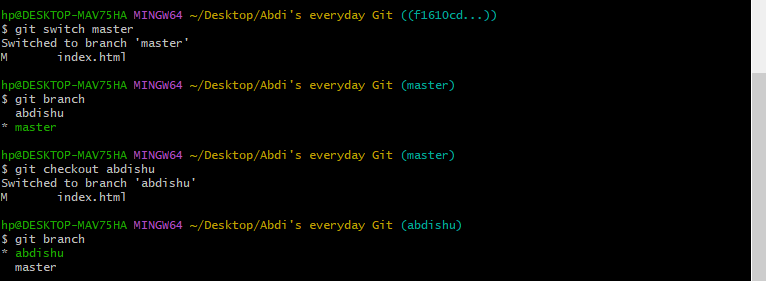 hp@DESKTOP-MAV75HA MINGW64 ~/Desktop/Abdi's everyday Git ((f1610cd...))
$ git switch master
Switched to branch 'master'
M       index.html
hp@DESKTOP-MAV75HA MINGW64 ~/Desktop/Abdi's everyday Git (master)
$ git branch
  abdishu
* master
hp@DESKTOP-MAV75HA MINGW64 ~/Desktop/Abdi's everyday Git (master)
$ git checkout abdishu
Switched to branch 'abdishu'
M       index.html
hp@DESKTOP-MAV75HA MINGW64 ~/Desktop/Abdi's everyday Git (abdishu)
$ git branch
* abdishu
  master